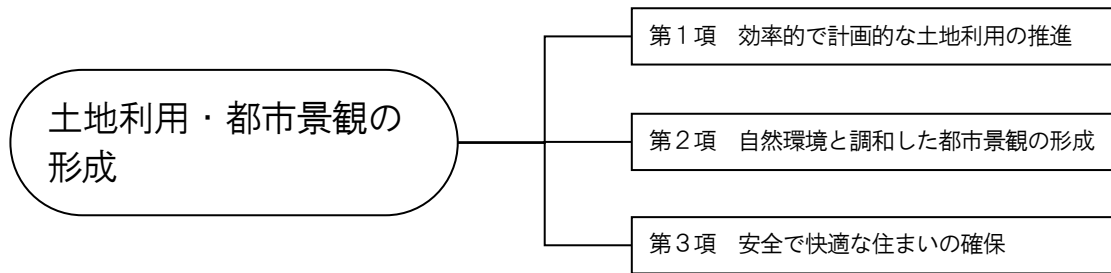 土地利用・都市景観の
形成
第１項　効率的で計画的な土地利用の推進
第２項　自然環境と調和した都市景観の形成
第３項　安全で快適な住まいの確保